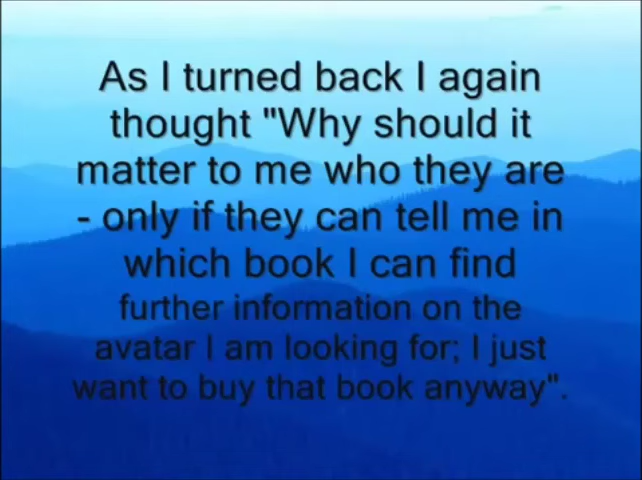 As I turned back I again
thought "Why should it
matter to me who they are
- only if they can tell me in
which book I can find
further information on the
avatar I am looking for; I just
want to buy that book anyway".